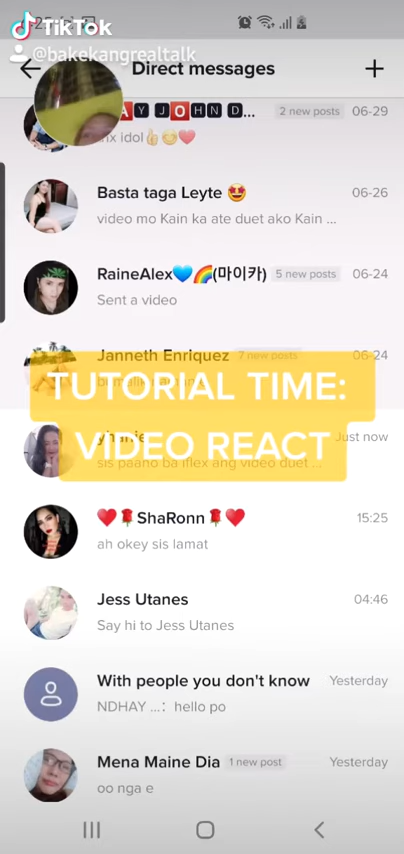 TikTok
@bakekangrealtalk
Direct messages
AY JOHN D... 2 new posts 06-29
nx idol👍😊❤️
Basta taga Leyte 🤩 06-26
video mo Kain ka ate duet ako Kain ...
RaineAlex💙🌈(마이카) 5 new posts 06-24
Sent a video
Janneth Enriquez 7 new posts 06-24
TUTORIAL TIME:
VIDEO REACT
Just now
sis paano ba iflex ang video duet ...
❤️🌹ShaRonn🌹❤️ 15:25
ah okey sis lamat
Jess Utanes 04:46
Say hi to Jess Utanes
With people you don't know Yesterday
NDHAY ...: hello po
Mena Maine Dia 1 new post Yesterday
oo nga e